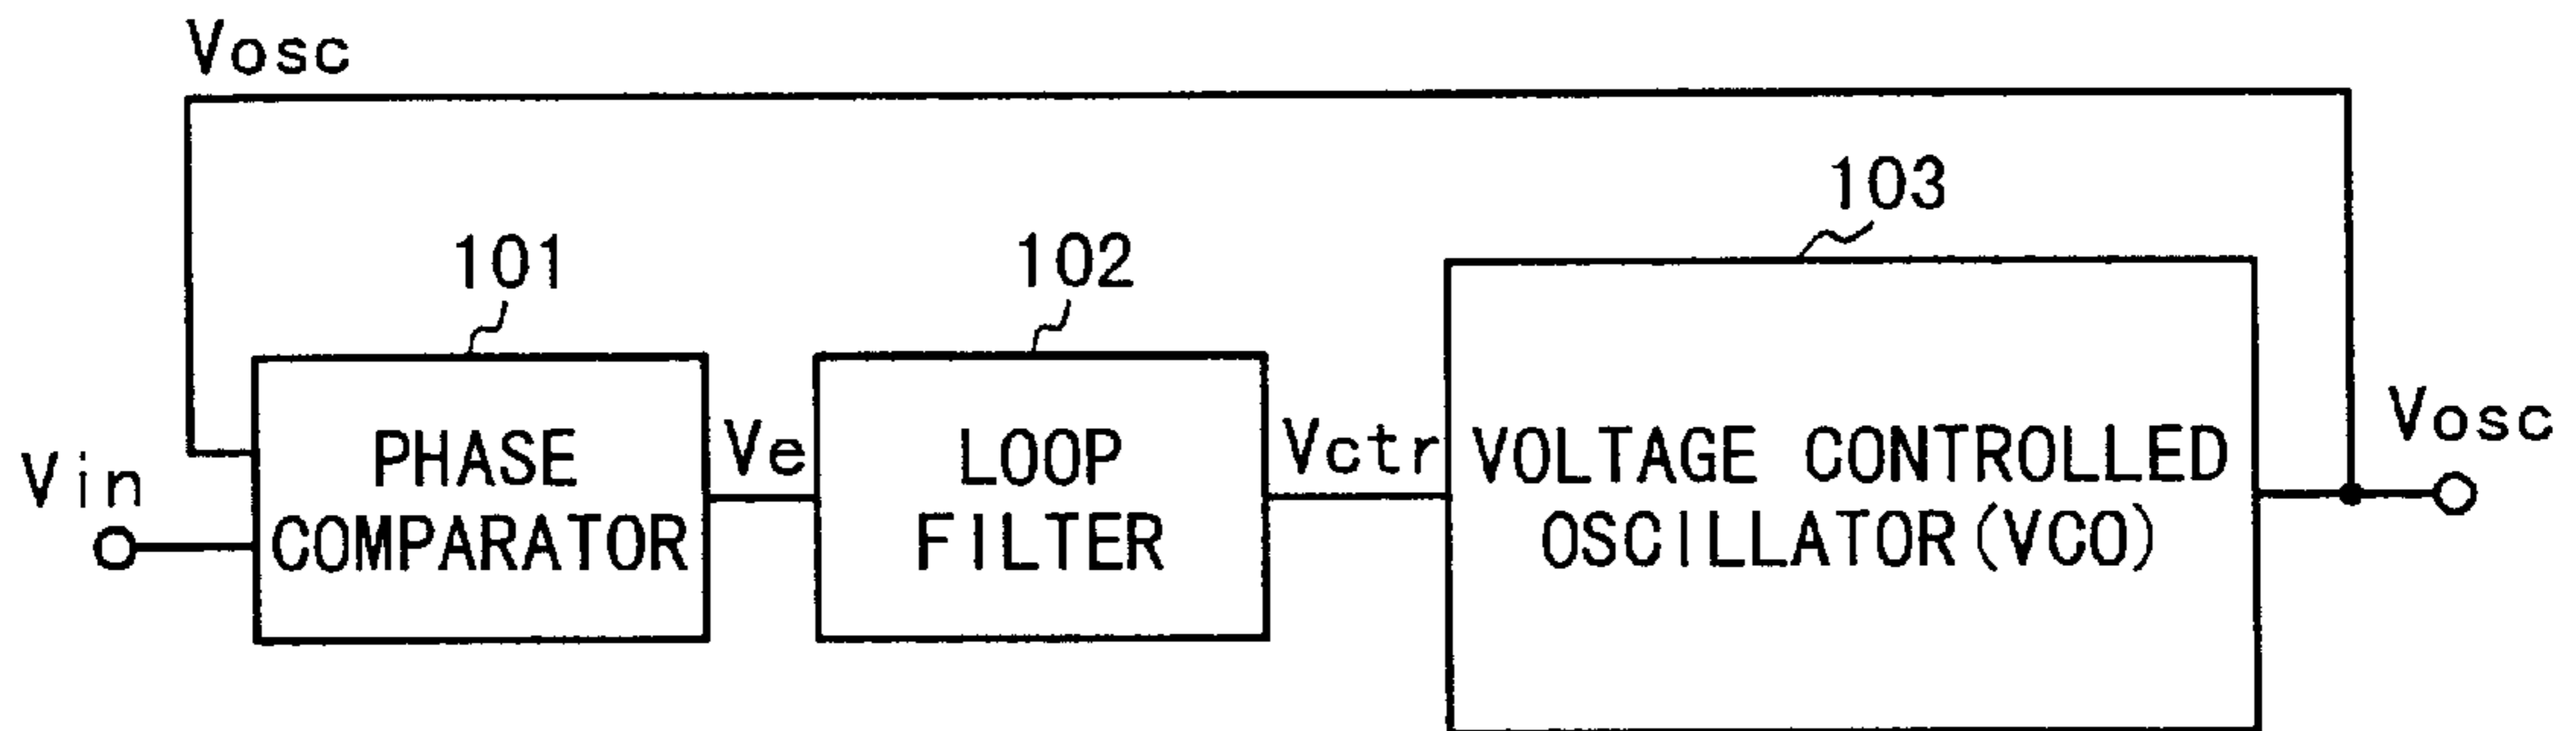 Vosc
103
101
102
Vosc
Vin
PHASE
COMPARATOR
Ve
LOOP
FILTER
Vctr
VOLTAGE CONTROLLED
OSCILLATOR(VCO)